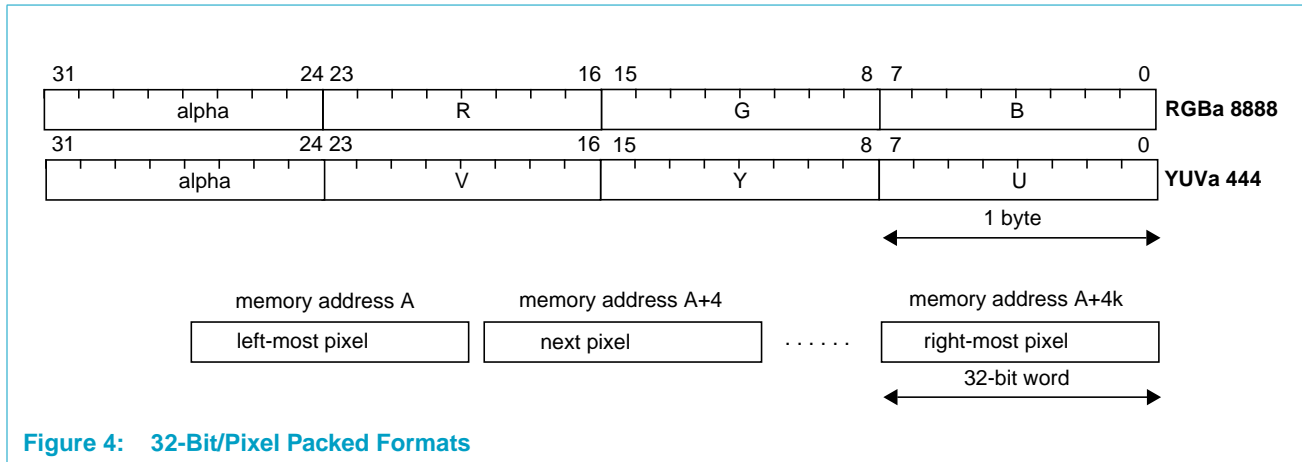 31 24 23 16 15 8 7 0
alpha R G B RGBa 8888
31 24 23 16 15 8 7 0
alpha V Y U YUVa 444
1 byte
memory address A memory address A+4 memory address A+4k
left-most pixel next pixel . . . . . . right-most pixel
32-bit word
Figure 4: 32-Bit/Pixel Packed Formats